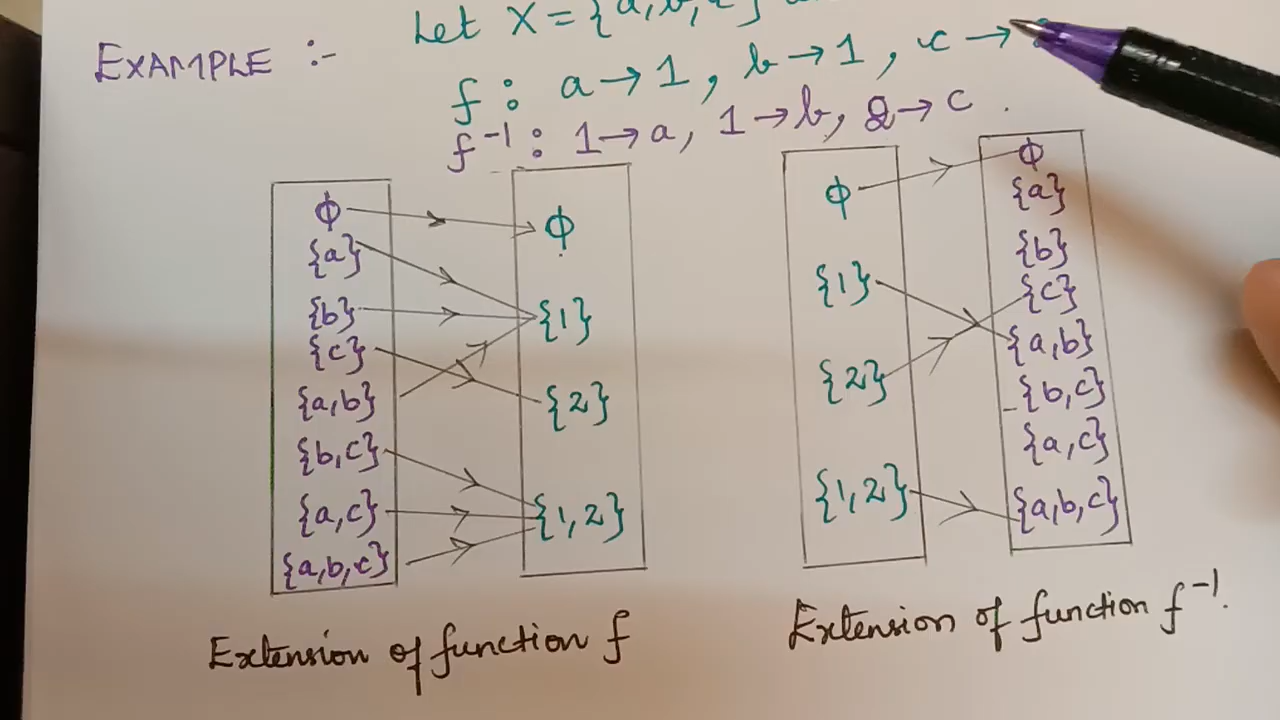 Let X = {a, b, c}
EXAMPLE :-
f : a → 1, b → 1, c →
f⁻¹ : 1 → a, 1 → b, 2 → c .
ϕ
{a}
{b}
{c}
{a,b}
{b,c}
{a,c}
{a,b,c}
ϕ
{1}
{2}
{1,2}
Extension of function f
ϕ
{1}
{2}
{1,2}
ϕ
{a}
{b}
{c}
{a,b}
{b,c}
{a,c}
{a,b,c}
Extension of function f⁻¹.